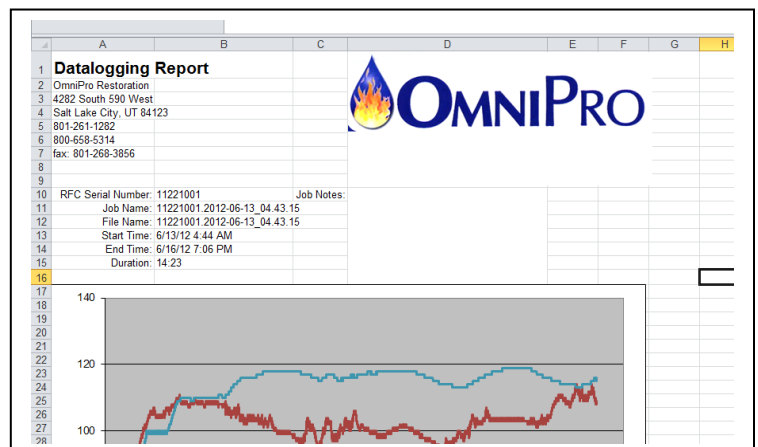 A B C D E F G H
1 Datalogging Report
2 OmniPro Restoration
3 4282 South 590 West
4 Salt Lake City, UT 84123
5 801-261-1282
6 800-658-5314
7 fax: 801-268-3856
OMNIPRO
8
9
10 RFC Serial Number: 11221001 Job Notes:
11 Job Name: 11221001.2012-06-13_04.43.15
12 File Name: 11221001.2012-06-13_04.43.15
13 Start Time: 6/13/12 4:44 AM
14 End Time: 6/16/12 7:06 PM
15 Duration: 14:23
16
17
18 140
19
20
21
22
23 120
24
25
26
27 100
28